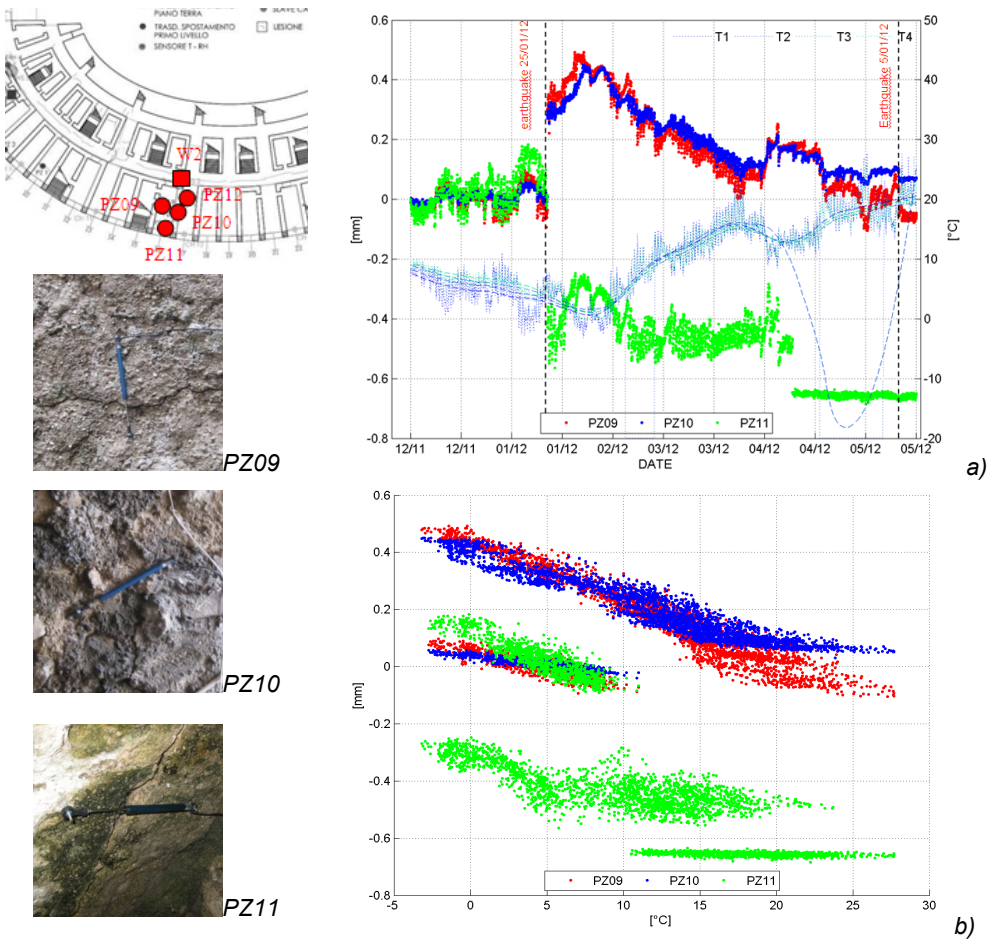 PIANO TERRA
TRASD. SPOSTAMENTO
PRIMO LIVELLO
SENSORE T - RH
SLAVE CA
LESIONE
W2
PZ09
PZ12
PZ10
PZ11
PZ09
PZ10
PZ11
0.6
0.4
0.2
0
-0.2
-0.4
-0.6
-0.8
[mm]
50
40
30
20
10
0
-10
-20
[°C]
earthquake 25/01/12
Earthquake 5/01/12
T1 T2 T3 T4
PZ09 PZ10 PZ11
12/11 12/11 01/12 01/12 02/12 03/12 03/12 04/12 04/12 05/12 05/12
DATE
a)
0.6
0.4
0.2
0
-0.2
-0.4
-0.6
-0.8
[mm]
PZ09 PZ10 PZ11
-5 0 5 10 15 20 25 30
[°C]
b)